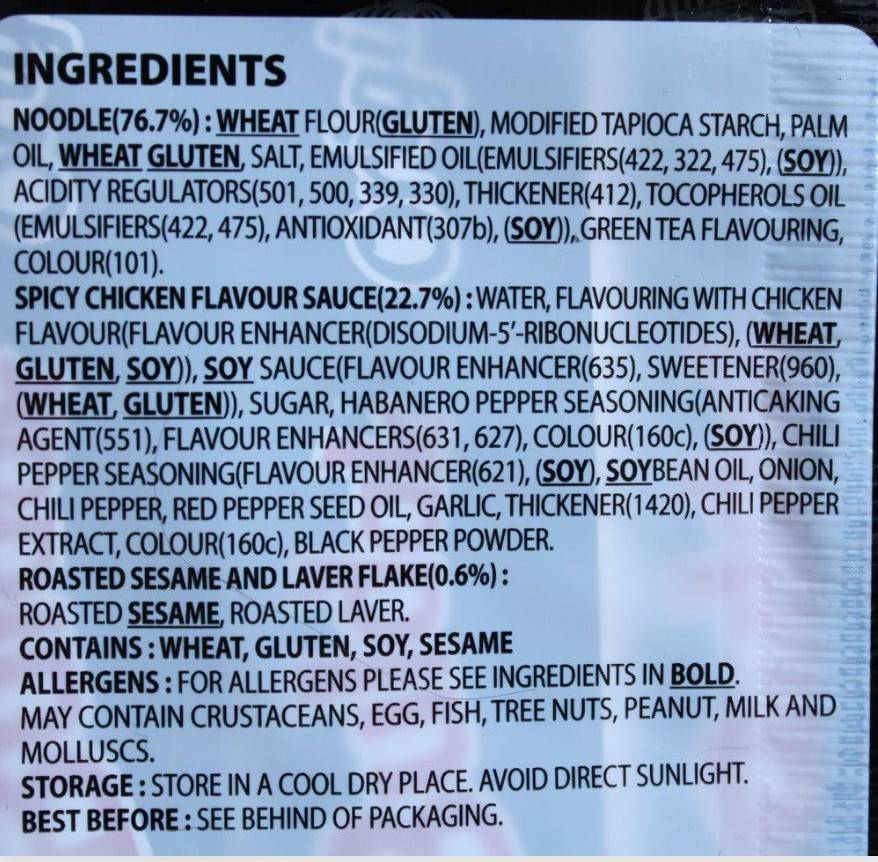 INGREDIENTS
NOODLE(76.7%) : WHEAT FLOUR(GLUTEN), MODIFIED TAPIOCA STARCH, PALM
OIL, WHEAT GLUTEN, SALT, EMULSIFIED OIL(EMULSIFIERS(422, 322, 475), (SOY)),
ACIDITY REGULATORS(501, 500, 339, 330), THICKENER(412), TOCOPHEROLS OIL
(EMULSIFIERS(422, 475), ANTIOXIDANT(307b), (SOY)), GREEN TEA FLAVOURING,
COLOUR(101).
SPICY CHICKEN FLAVOUR SAUCE(22.7%) : WATER, FLAVOURING WITH CHICKEN
FLAVOUR(FLAVOUR ENHANCER(DISODIUM-5'-RIBONUCLEOTIDES), (WHEAT,
GLUTEN, SOY)), SOY SAUCE(FLAVOUR ENHANCER(635), SWEETENER(960),
(WHEAT, GLUTEN)), SUGAR, HABANERO PEPPER SEASONING(ANTICAKING
AGENT(551), FLAVOUR ENHANCERS(631, 627), COLOUR(160c), (SOY)), CHILI
PEPPER SEASONING(FLAVOUR ENHANCER(621), (SOY), SOYBEAN OIL, ONION,
CHILI PEPPER, RED PEPPER SEED OIL, GARLIC, THICKENER(1420), CHILI PEPPER
EXTRACT, COLOUR(160c), BLACK PEPPER POWDER.
ROASTED SESAME AND LAVER FLAKE(0.6%) :
ROASTED SESAME, ROASTED LAVER.
CONTAINS : WHEAT, GLUTEN, SOY, SESAME
ALLERGENS : FOR ALLERGENS PLEASE SEE INGREDIENTS IN BOLD.
MAY CONTAIN CRUSTACEANS, EGG, FISH, TREE NUTS, PEANUT, MILK AND
MOLLUSCS.
STORAGE : STORE IN A COOL DRY PLACE. AVOID DIRECT SUNLIGHT.
BEST BEFORE : SEE BEHIND OF PACKAGING.